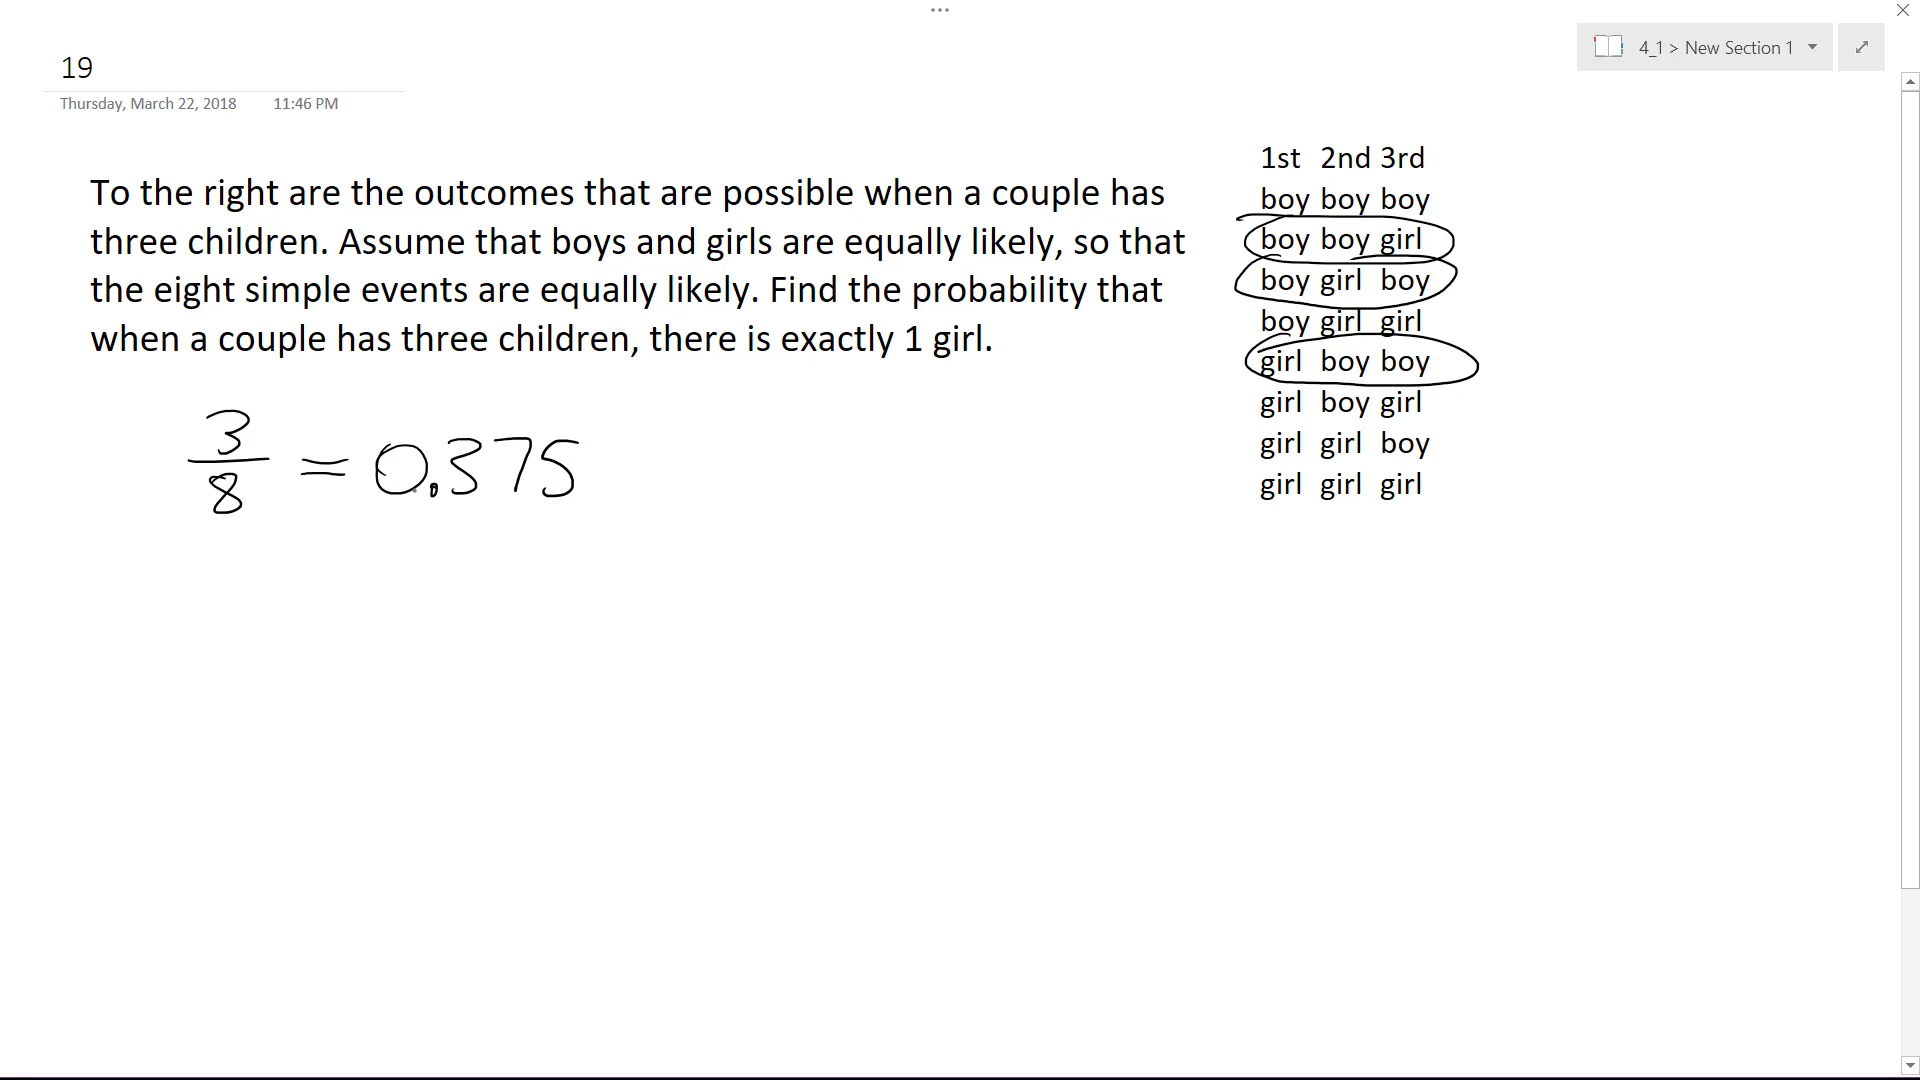 4_1 > New Section 1
19
Thursday, March 22, 2018 11:46 PM
To the right are the outcomes that are possible when a couple has
three children. Assume that boys and girls are equally likely, so that
the eight simple events are equally likely. Find the probability that
when a couple has three children, there is exactly 1 girl.
3
8
= 0.375
1st 2nd 3rd
boy boy boy
boy boy girl
boy girl boy
boy girl girl
girl boy boy
girl boy girl
girl girl boy
girl girl girl